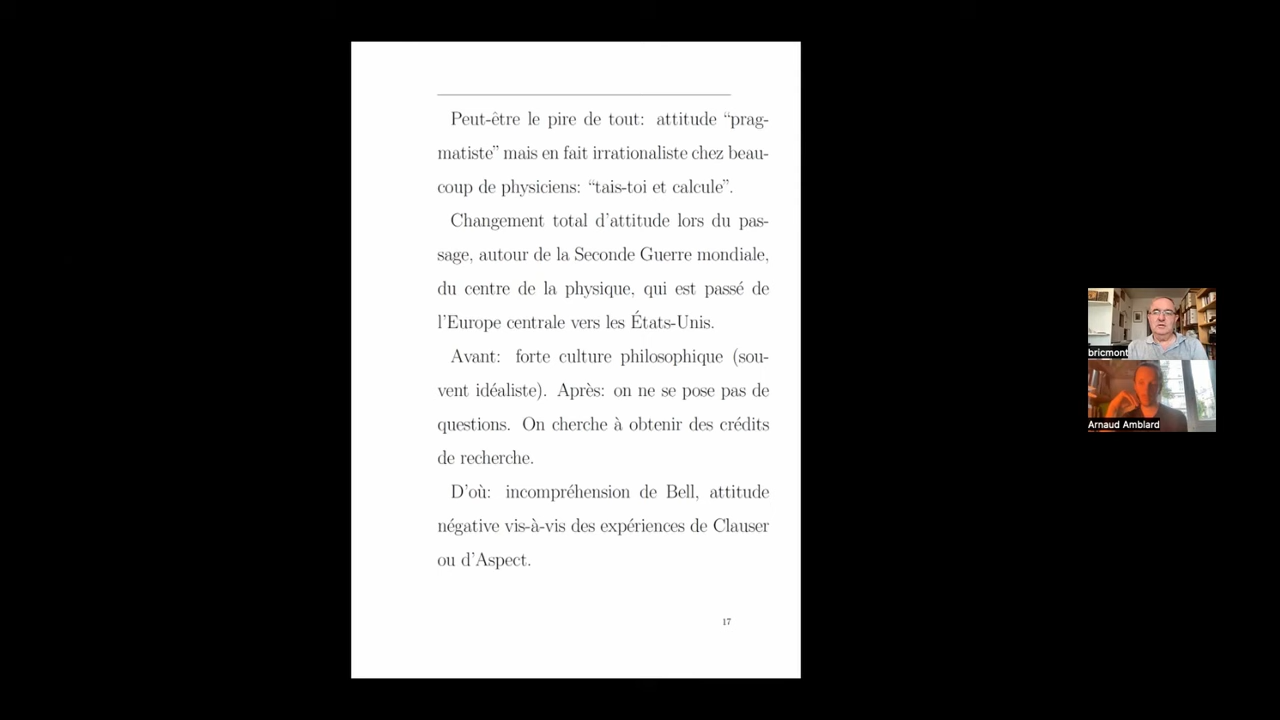 Peut-être le pire de tout: attitude “prag-
matiste” mais en fait irrationaliste chez beau-
coup de physiciens: “tais-toi et calcule”.
Changement total d’attitude lors du pas-
sage, autour de la Seconde Guerre mondiale,
du centre de la physique, qui est passé de
l’Europe centrale vers les États-Unis.
Avant: forte culture philosophique (sou-
vent idéaliste). Après: on ne se pose pas de
questions. On cherche à obtenir des crédits
de recherche.
D’où: incompréhension de Bell, attitude
négative vis-à-vis des expériences de Clauser
ou d’Aspect.
17
bricmont
Arnaud Amblard